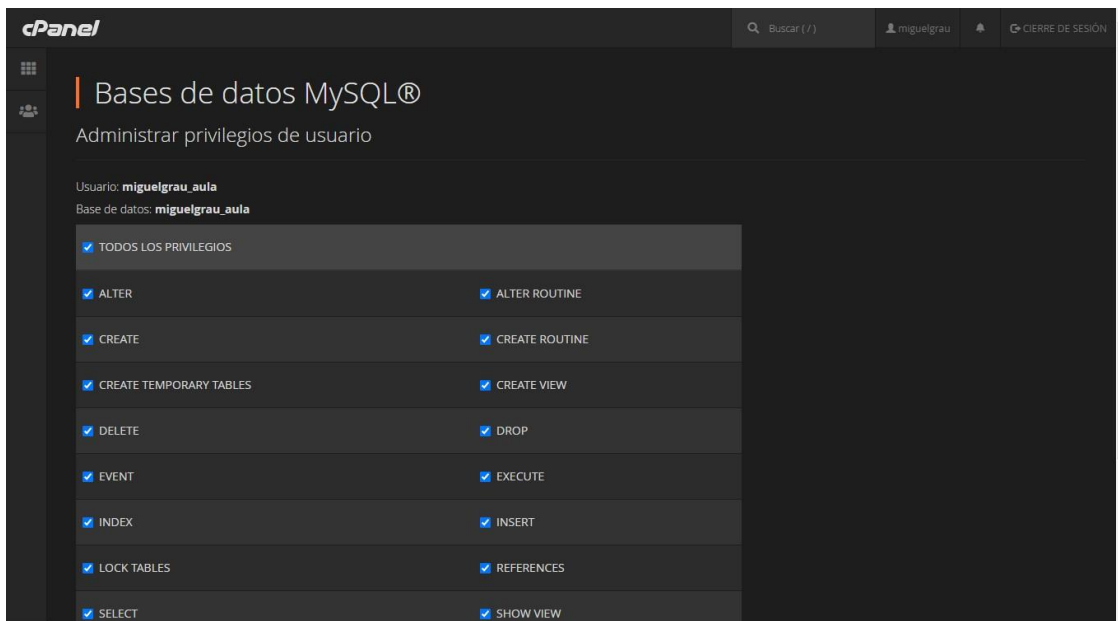 cPanel
Buscar ( / )
miguelgrau
CIERRE DE SESIÓN
Bases de datos MySQL®
Administrar privilegios de usuario
Usuario: miguelgrau_aula
Base de datos: miguelgrau_aula
TODOS LOS PRIVILEGIOS
ALTER
ALTER ROUTINE
CREATE
CREATE ROUTINE
CREATE TEMPORARY TABLES
CREATE VIEW
DELETE
DROP
EVENT
EXECUTE
INDEX
INSERT
LOCK TABLES
REFERENCES
SELECT
SHOW VIEW